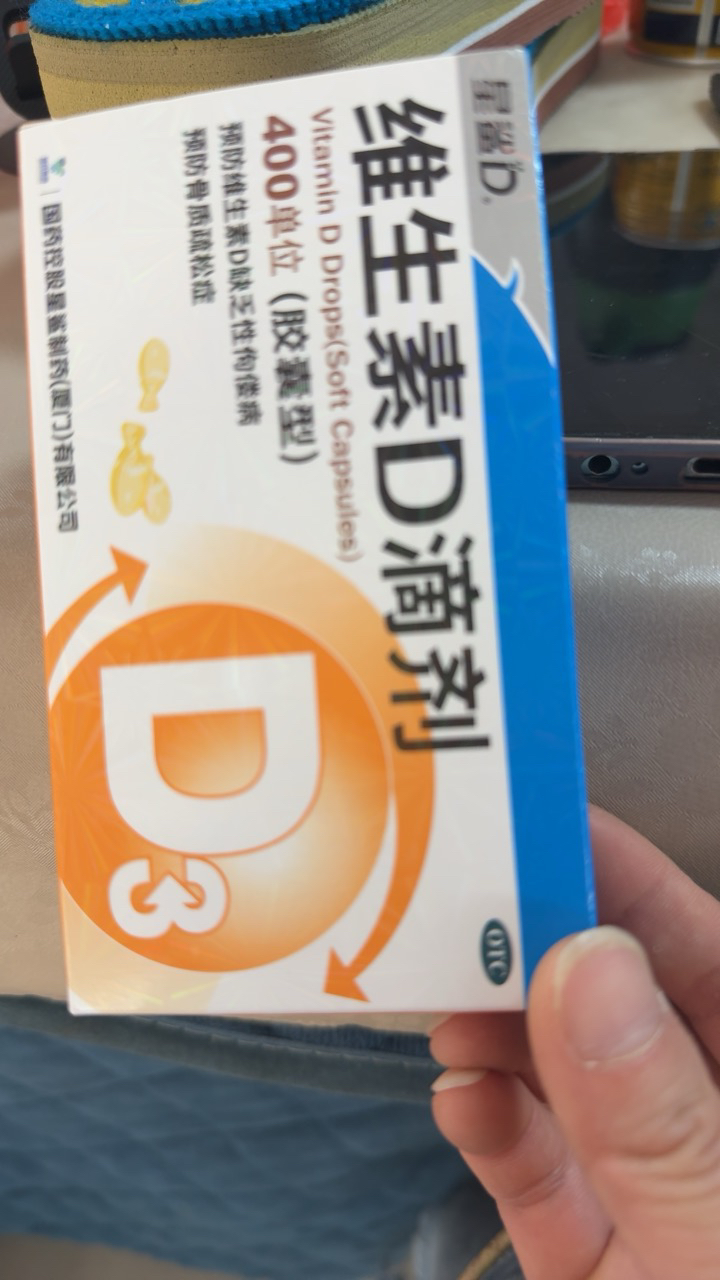 星鲨D
维生素D滴剂
Vitamin D Drops(Soft Capsules)
400单位（胶囊型）
预防维生素D缺乏性佝偻病
预防骨质疏松症
国药控股星鲨制药(厦门)有限公司
D3
OTC